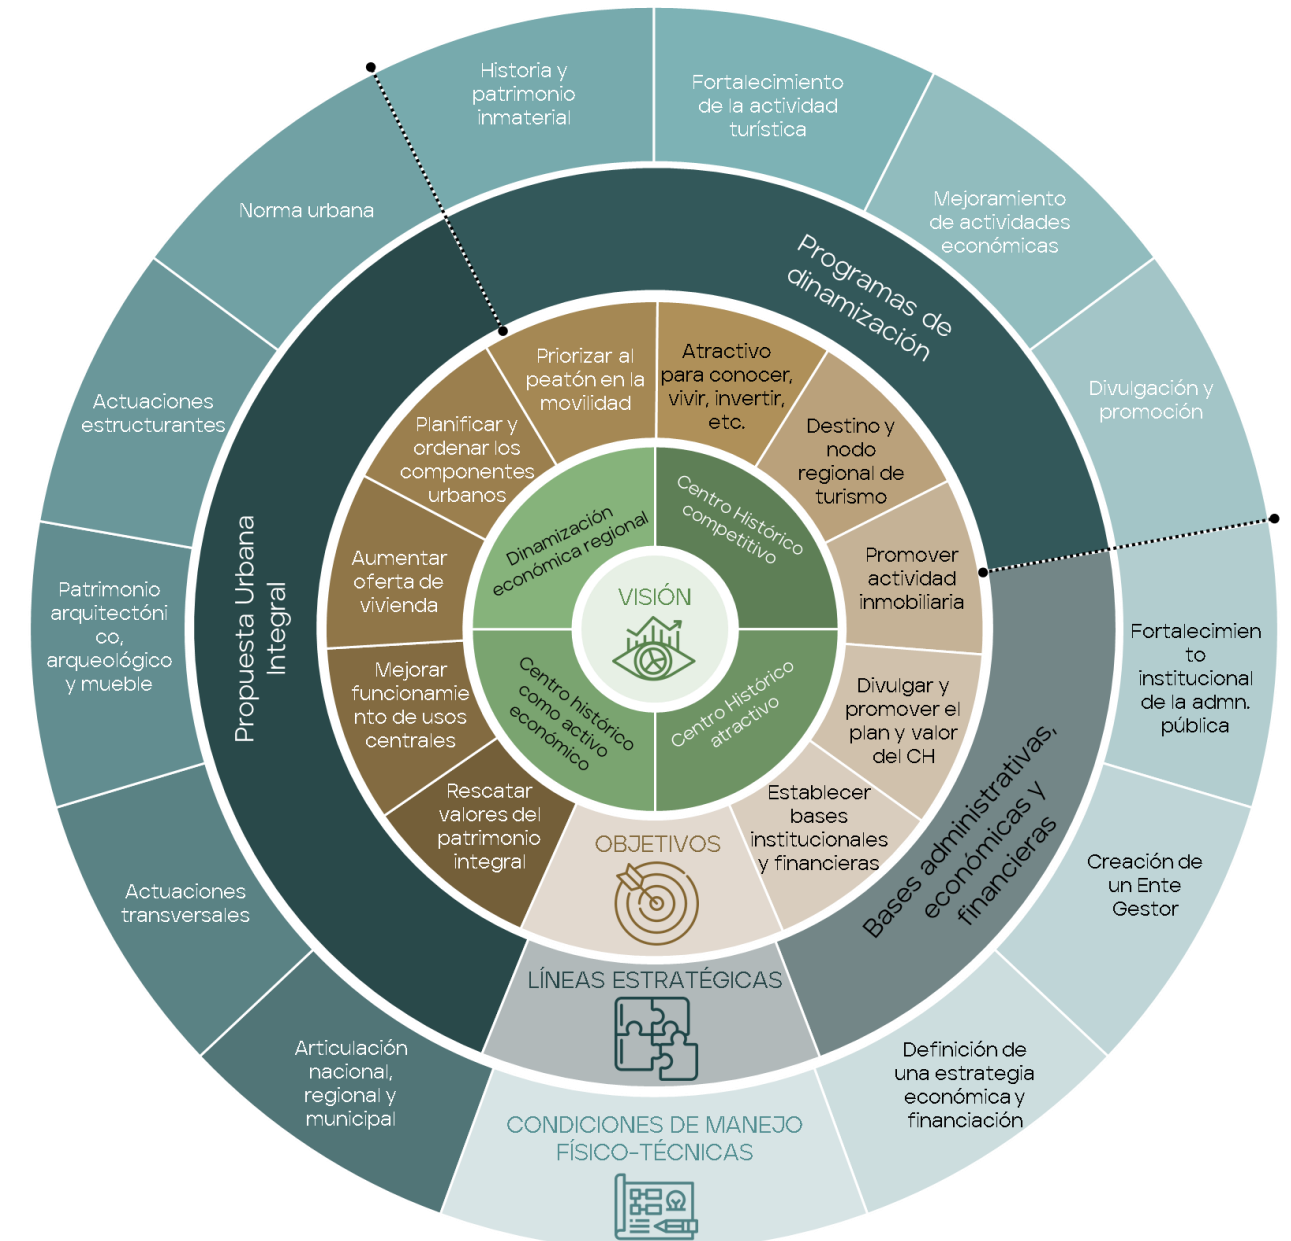 Historia y
patrimonio
inmaterial
Fortalecimiento
de la actividad
turística
Mejoramiento
de actividades
económicas
Divulgación y
promoción
Fortalecimien
to
institucional
de la admn.
pública
Creación de
un Ente
Gestor
Definición de
una estrategia
económica y
financiación
CONDICIONES DE MANEJO
FÍSICO-TÉCNICAS
Articulación
nacional,
regional y
municipal
Actuaciones
transversales
Patrimonio
arquitectóni
co,
arqueológico
y mueble
Actuaciones
estructurantes
Norma urbana
Programas de
dinamización
Bases administrativas,
económicas y
financieras
LÍNEAS ESTRATÉGICAS
Propuesta Urbana
Integral
Priorizar al
peatón en la
movilidad
Atractivo
para conocer,
vivir, invertir,
etc.
Destino y
nodo
regional de
turismo
Promover
actividad
inmobiliaria
Divulgar y
promover el
plan y valor
del CH
Establecer
bases
institucionales
y financieras
OBJETIVOS
Rescatar
valores del
patrimonio
integral
Mejorar
funcionamie
nto de usos
centrales
Aumentar
oferta de
vivienda
Planificar y
ordenar los
componentes
urbanos
Dinamización
económica regional
Centro Histórico
competitivo
Centro Histórico
atractivo
Centro histórico
como activo
económico
VISIÓN